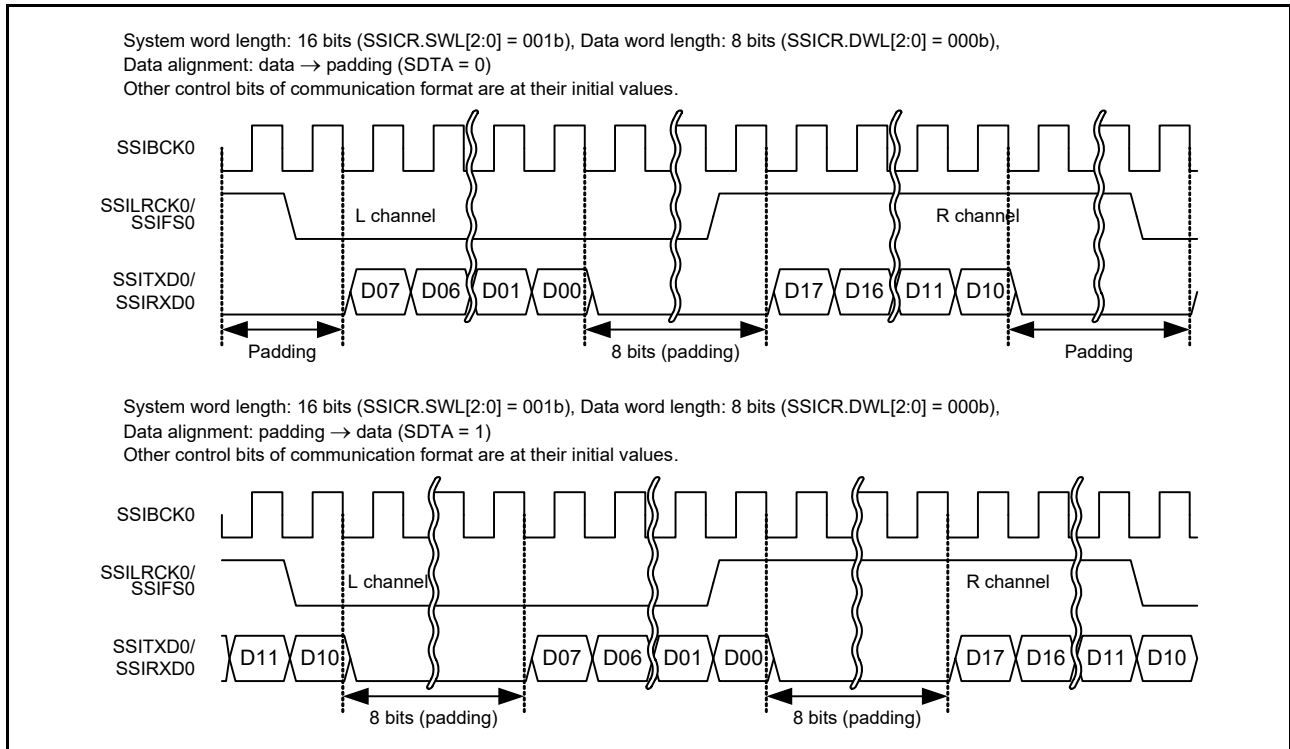 System word length: 16 bits (SSICR.SWL[2:0] = 001b), Data word length: 8 bits (SSICR.DWL[2:0] = 000b),
Data alignment: data → padding (SDTA = 0)
Other control bits of communication format are at their initial values.
SSIBCK0
SSILRCK0/
SSIFS0
L channel
R channel
SSITXD0/
SSIRXD0
D07 D06 D01 D00 D17 D16 D11 D10
Padding
8 bits (padding)
Padding
System word length: 16 bits (SSICR.SWL[2:0] = 001b), Data word length: 8 bits (SSICR.DWL[2:0] = 000b),
Data alignment: padding → data (SDTA = 1)
Other control bits of communication format are at their initial values.
SSIBCK0
SSILRCK0/
SSIFS0
L channel
R channel
SSITXD0/
SSIRXD0
D11 D10 D07 D06 D01 D00 D17 D16 D11 D10
8 bits (padding)
8 bits (padding)